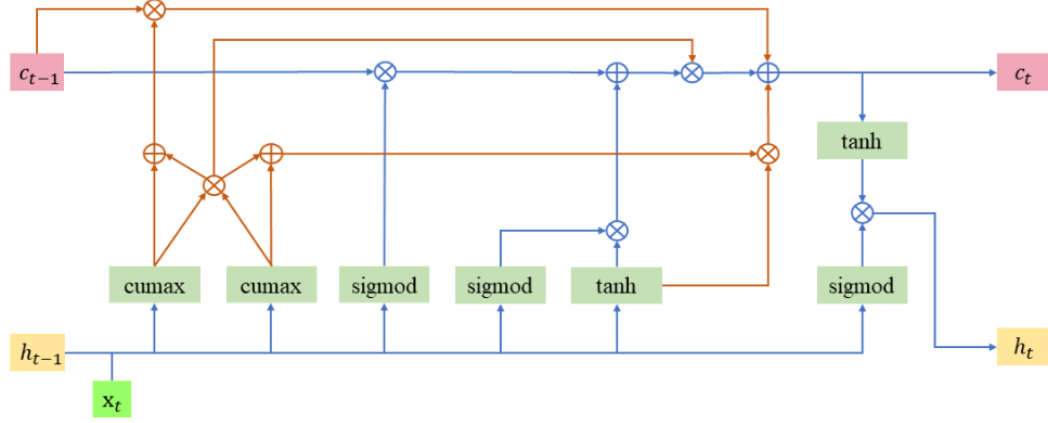 c_{t-1}
c_t
tanh
cumax
cumax
sigmod
sigmod
tanh
sigmod
h_{t-1}
h_t
x_t